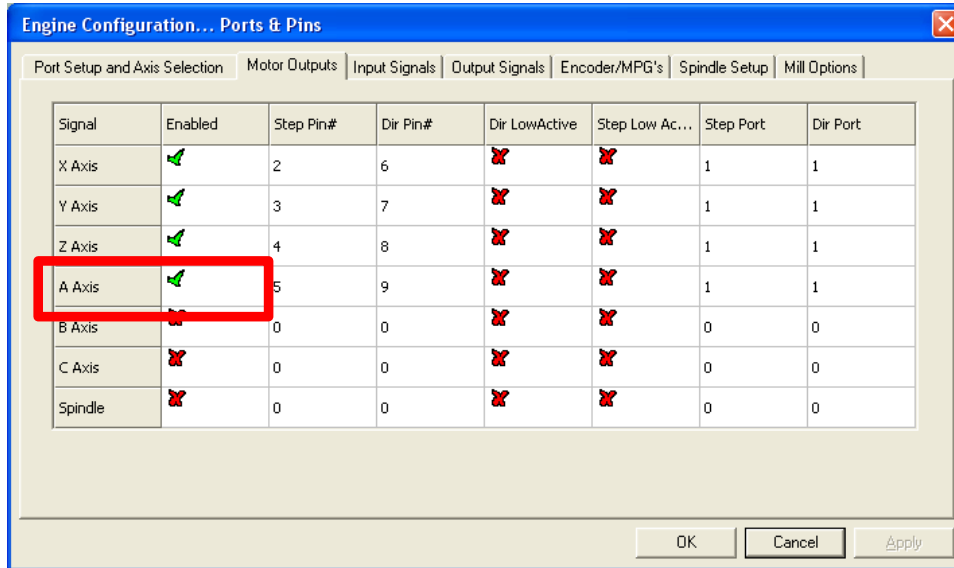 Engine Configuration... Ports & Pins
Port Setup and Axis Selection Motor Outputs Input Signals Output Signals Encoder/MPG's Spindle Setup Mill Options
Signal Enabled Step Pin# Dir Pin# Dir LowActive Step Low Ac... Step Port Dir Port
X Axis 2 6 1 1
Y Axis 3 7 1 1
Z Axis 4 8 1 1
A Axis 5 9 1 1
B Axis 0 0 0 0
C Axis 0 0 0 0
Spindle 0 0 0 0
OK Cancel Apply